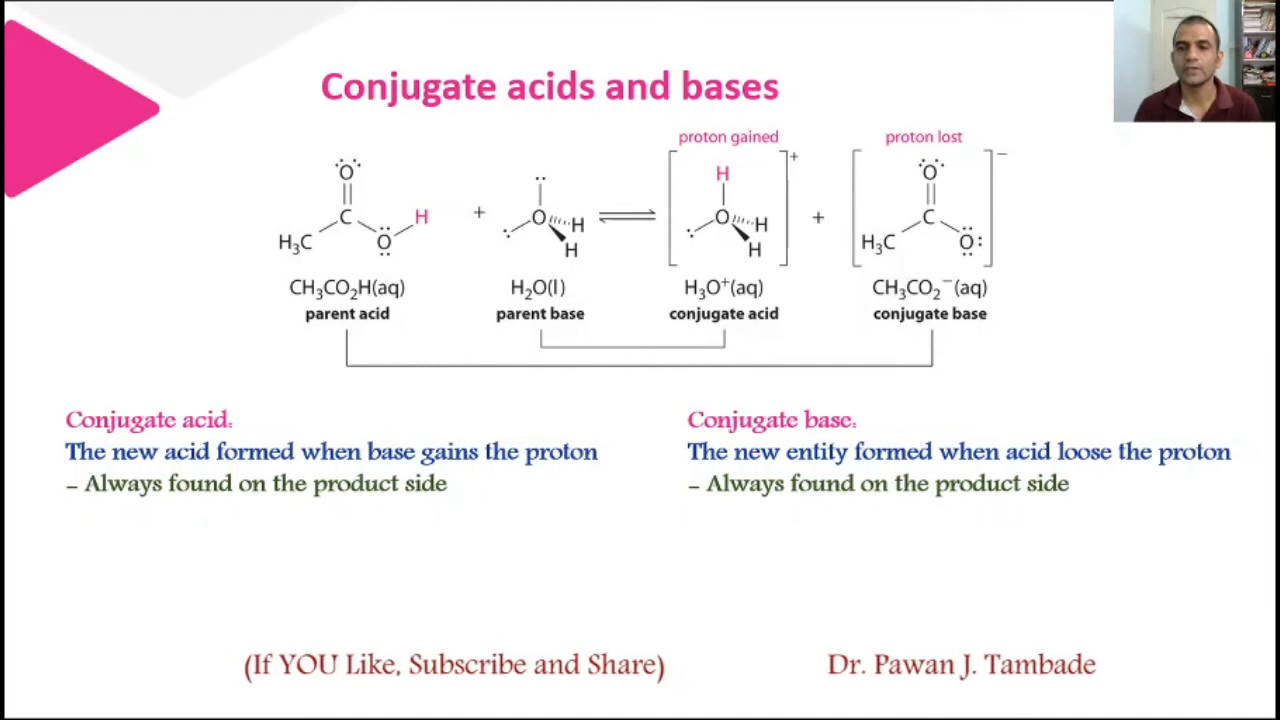 Conjugate acids and bases
proton gained
proton lost
+
−
Ö
Ö
H
H
C
H
+
O
H
O
H
+
C
H₃C
O
H
H
H₃C
O
CH₃CO₂H(aq)
H₂O(l)
H₃O⁺(aq)
CH₃CO₂⁻(aq)
parent acid
parent base
conjugate acid
conjugate base
Conjugate acid:
The new acid formed when base gains the proton
– Always found on the product side
Conjugate base:
The new entity formed when acid loose the proton
– Always found on the product side
(If YOU Like, Subscribe and Share)
Dr. Pawan J. Tambade